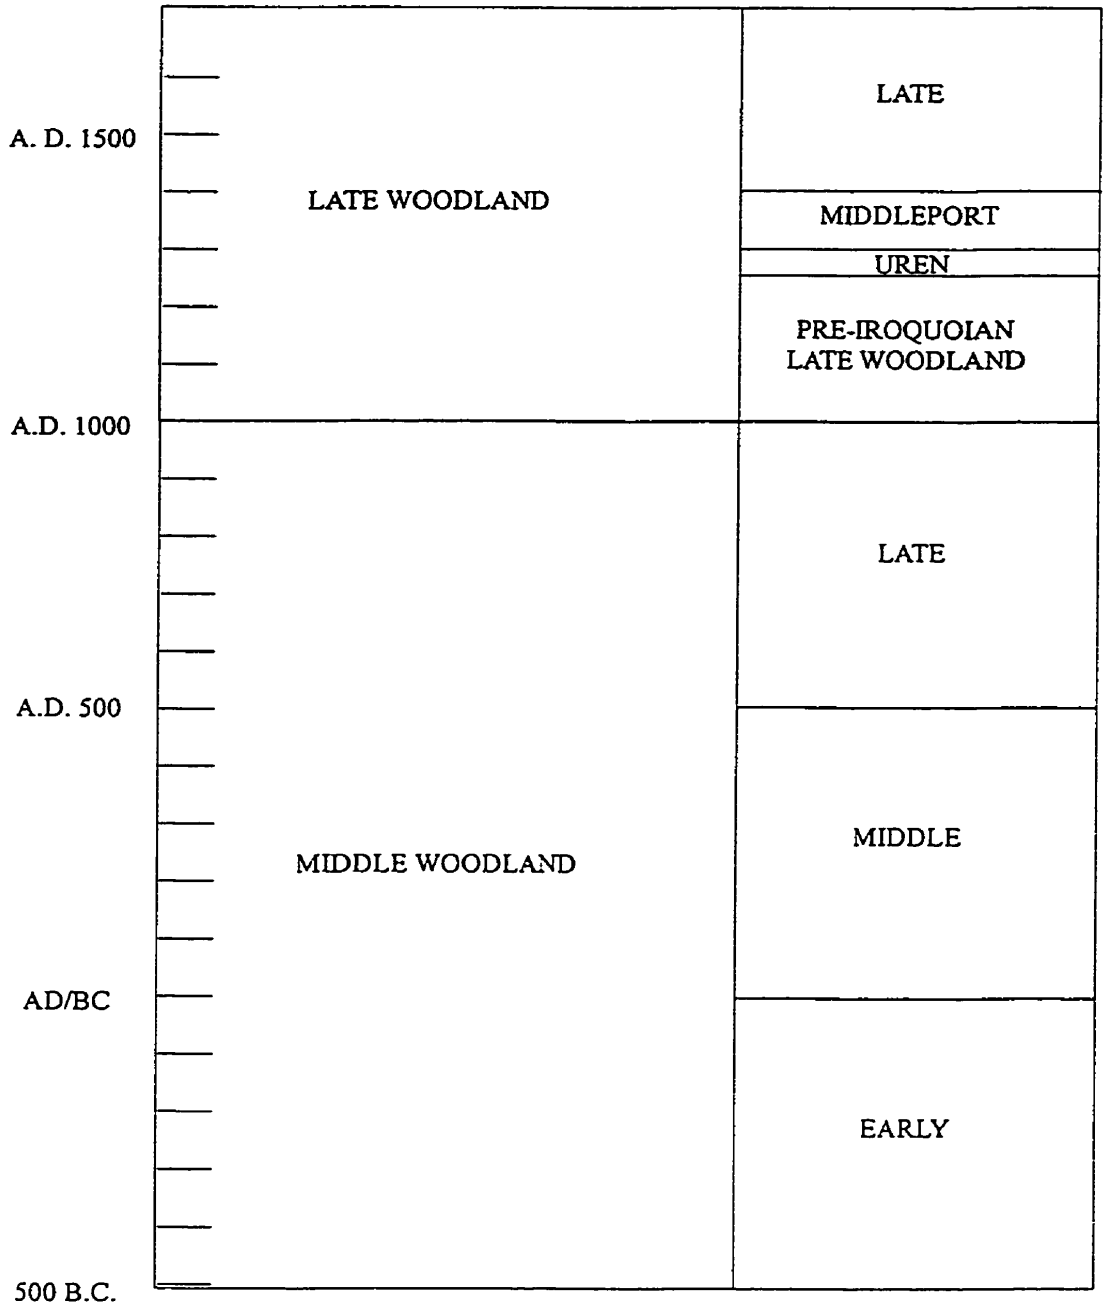 LATE
A. D. 1500
LATE WOODLAND
MIDDLEPORT
UREN
PRE-IROQUOIAN
LATE WOODLAND
A.D. 1000
LATE
A.D. 500
MIDDLE
MIDDLE WOODLAND
AD/BC
EARLY
500 B.C.